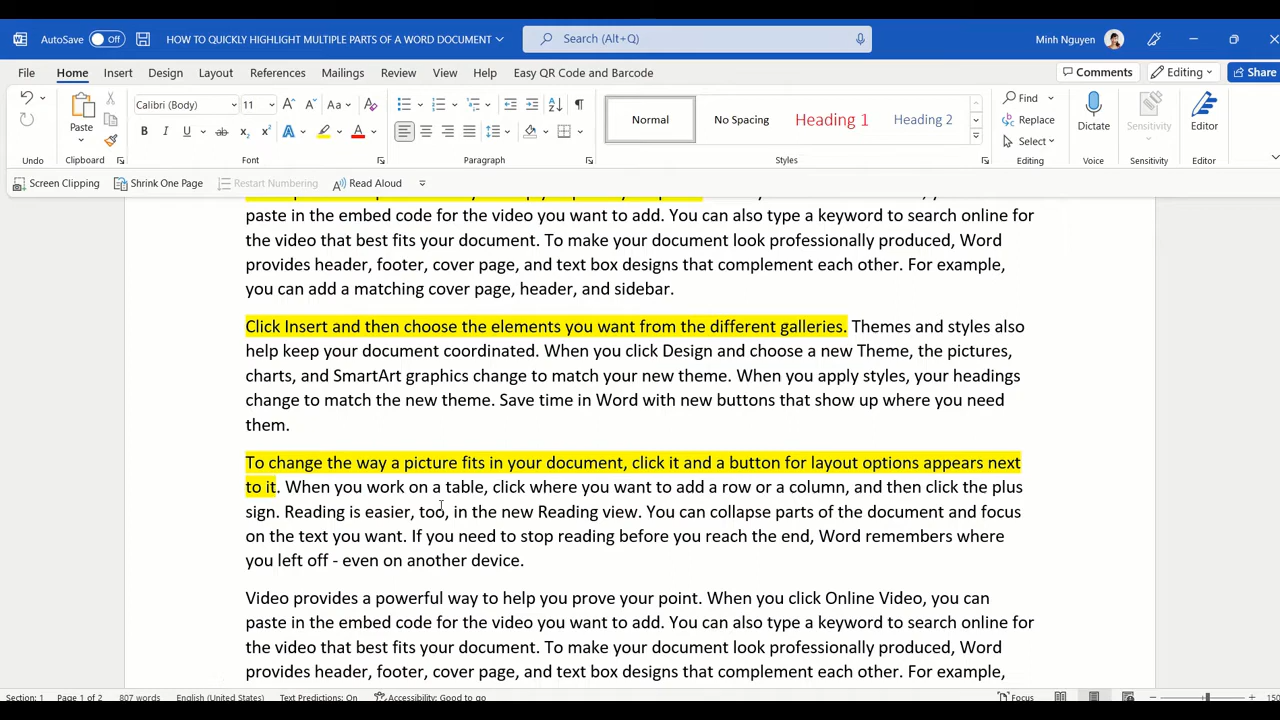 AutoSave Off HOW TO QUICKLY HIGHLIGHT MULTIPLE PARTS OF A WORD DOCUMENT Search (Alt+Q) Minh Nguyen
File Home Insert Design Layout References Mailings Review View Help Easy QR Code and Barcode Comments Editing Share
Paste Calibri (Body) 11 Aa Normal No Spacing Heading 1 Heading 2 Find Replace Select Dictate Sensitivity Editor
Undo Clipboard Font Paragraph Styles Editing Voice Sensitivity Editor
Screen Clipping Shrink One Page Restart Numbering Read Aloud
paste in the embed code for the video you want to add. You can also type a keyword to search online for
the video that best fits your document. To make your document look professionally produced, Word
provides header, footer, cover page, and text box designs that complement each other. For example,
you can add a matching cover page, header, and sidebar.
Click Insert and then choose the elements you want from the different galleries. Themes and styles also
help keep your document coordinated. When you click Design and choose a new Theme, the pictures,
charts, and SmartArt graphics change to match your new theme. When you apply styles, your headings
change to match the new theme. Save time in Word with new buttons that show up where you need
them.
To change the way a picture fits in your document, click it and a button for layout options appears next
to it. When you work on a table, click where you want to add a row or a column, and then click the plus
sign. Reading is easier, too, in the new Reading view. You can collapse parts of the document and focus
on the text you want. If you need to stop reading before you reach the end, Word remembers where
you left off - even on another device.
Video provides a powerful way to help you prove your point. When you click Online Video, you can
paste in the embed code for the video you want to add. You can also type a keyword to search online for
the video that best fits your document. To make your document look professionally produced, Word
provides header, footer, cover page, and text box designs that complement each other. For example,
Section: 1 Page 1 of 2 807 words English (United States) Text Predictions: On Accessibility: Good to go Focus 150